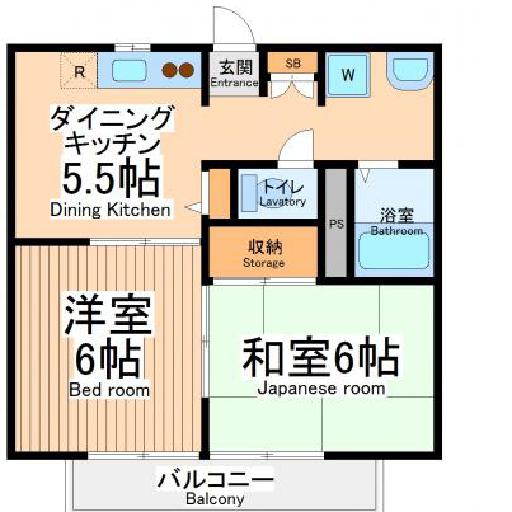 玄関
Entrance
SB
R
W
ダイニング
キッチン
5.5帖
Dining Kitchen
トイレ
Lavatory
PS
浴室
Bathroom
収納
Storage
洋室
6帖
Bed room
和室6帖
Japanese room
バルコニー
Balcony